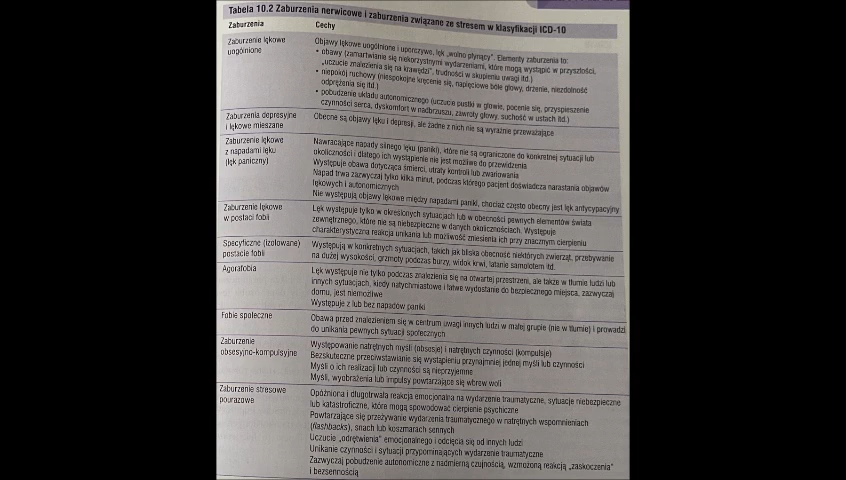 Tabela 10.2 Zaburzenia nerwicowe i zaburzenia związane ze stresem w klasyfikacji ICD-10
Zaburzenia Cechy
Zaburzenie lękowe uogólnione
Objawy lękowe uogólnione i uporczywe, lęk „wolno płynący". Elementy zaburzenia to:
• obawy (zamartwianie się niekorzystnymi wydarzeniami, które mogą wystąpić w przyszłości,
„uczucie znalezienia się na krawędzi", trudności w skupieniu uwagi itd.)
• niepokój ruchowy (niespokojne kręcenie się, napięciowe bóle głowy, drżenie, niezdolność
odprężenia się itd.)
• pobudzenie układu autonomicznego (uczucie pustki w głowie, pocenie się, przyspieszenie
czynności serca, dyskomfort w nadbrzuszu, zawroty głowy, suchość w ustach itd.)
Zaburzenia depresyjne
i lękowe mieszane
Obecne są objawy lęku i depresji, ale żadne z nich nie są wyraźnie przeważające
Zaburzenie lękowe
z napadami lęku
(lęk paniczny)
Nawracające napady silnego lęku (paniki), które nie są ograniczone do konkretnej sytuacji lub
okoliczności i dlatego ich wystąpienie nie jest możliwe do przewidzenia
Występuje obawa dotycząca śmierci, utraty kontroli lub zwariowania
Napad trwa zazwyczaj tylko kilka minut, podczas którego pacjent doświadcza narastania objawów
lękowych i autonomicznych
Nie występują objawy lękowe między napadami paniki, chociaż często obecny jest lęk antycypacyjny
Zaburzenie lękowe
w postaci fobii
Lęk występuje tylko w określonych sytuacjach lub w obecności pewnych elementów świata
zewnętrznego, które nie są niebezpieczne w danych okolicznościach. Występuje
charakterystyczna reakcja unikania lub możliwość zniesienia ich przy znacznym cierpieniu
Specyficzne (izolowane)
postacie fobii
Występują w konkretnych sytuacjach, takich jak bliska obecność niektórych zwierząt, przebywanie
na dużej wysokości, grzmoty podczas burzy, widok krwi, latanie samolotem itd.
Agorafobia
Lęk występuje nie tylko podczas znalezienia się na otwartej przestrzeni, ale także w tłumie ludzi lub
innych sytuacjach, kiedy natychmiastowe i łatwe wydostanie do bezpiecznego miejsca, zazwyczaj
domu, jest niemożliwe
Występuje z lub bez napadów paniki
Fobie społeczne
Obawa przed znalezieniem się w centrum uwagi innych ludzi w małej grupie (nie w tłumie) i prowadzi
do unikania pewnych sytuacji społecznych
Zaburzenie
obsesyjno-kompulsyjne
Występowanie natrętnych myśli (obsesje) i natrętnych czynności (kompulsje)
Bezskuteczne przeciwstawianie się wystąpieniu przynajmniej jednej myśli lub czynności
Myśli o ich realizacji lub czynności są nieprzyjemne
Myśli, wyobrażenia lub impulsy powtarzające się wbrew woli
Zaburzenie stresowe
pourazowe
Opóźniona i długotrwała reakcja emocjonalna na wydarzenie traumatyczne, sytuacje niebezpieczne
lub katastroficzne, które mogą spowodować cierpienie psychiczne
Powtarzające się przeżywanie wydarzenia traumatycznego w natrętnych wspomnieniach
(flashbacks), snach lub koszmarach sennych
Uczucie „odrętwienia" emocjonalnego i odcięcia się od innych ludzi
Unikanie czynności i sytuacji przypominających wydarzenie traumatyczne
Zazwyczaj pobudzenie autonomiczne z nadmierną czujnością, wzmożoną reakcją „zaskoczenia"
i bezsennością